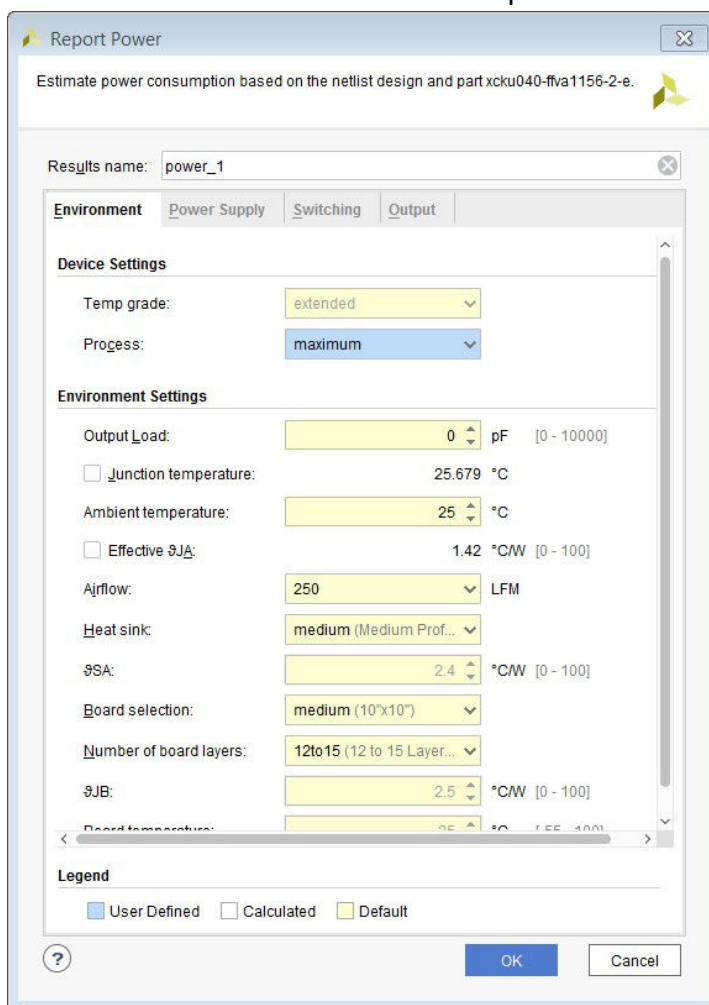 Report Power
Estimate power consumption based on the netlist design and part xcku040-ffva1156-2-e.
Results name: power_1
Environment Power Supply Switching Output
Device Settings
Temp grade: extended
Process: maximum
Environment Settings
Output Load: 0 pF [0 - 10000]
Junction temperature: 25.679 °C
Ambient temperature: 25 °C
Effective ϑJA: 1.42 °C/W [0 - 100]
Airflow: 250 LFM
Heat sink: medium (Medium Prof...
ϑSA: 2.4 °C/W [0 - 100]
Board selection: medium (10"x10")
Number of board layers: 12to15 (12 to 15 Layer...
ϑJB: 2.5 °C/W [0 - 100]
Board temperature: 25 °C
Legend
User Defined Calculated Default
? OK Cancel